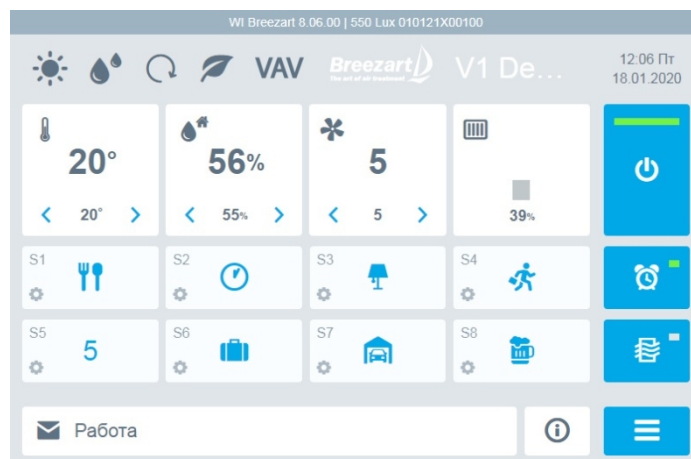 WI Breezart 8.06.00 | 550 Lux 010121X00100
VAV
Breezart
The art of air treatment
V1 De...
12:06 Пт
18.01.2020
20°
56%
5
20°
55%
5
39%
S1
S2
S3
S4
S5
5
S6
S7
S8
Работа